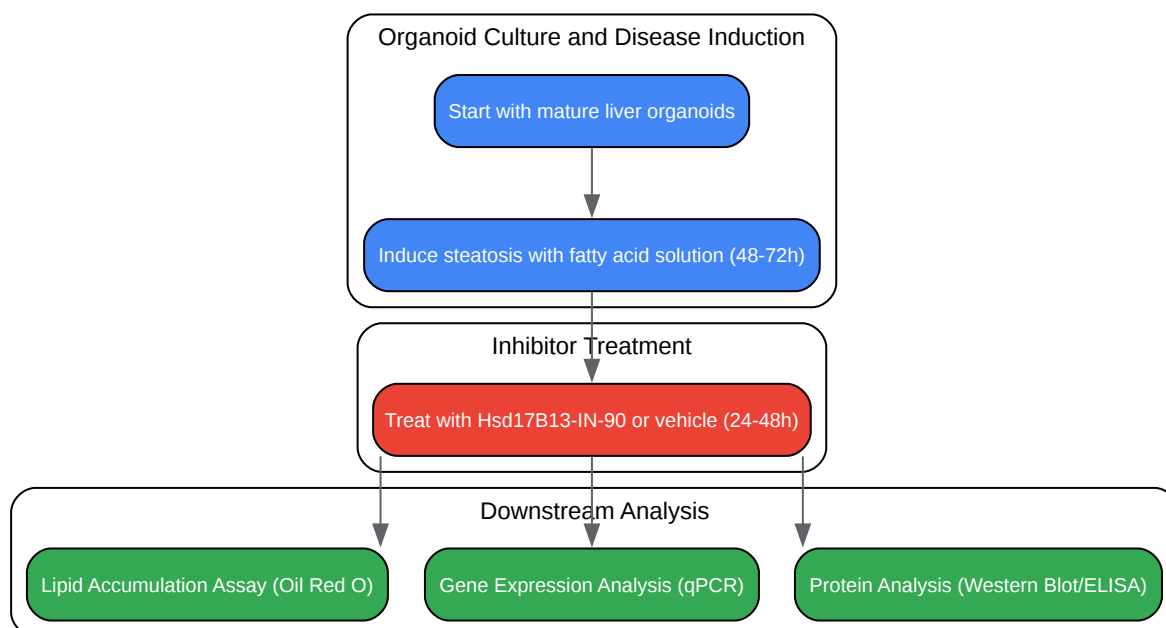 Organoid Culture and Disease Induction
Start with mature liver organoids
Induce steatosis with fatty acid solution (48-72h)
Inhibitor Treatment
Treat with Hsd17B13-IN-90 or vehicle (24-48h)
Downstream Analysis
Lipid Accumulation Assay (Oil Red O)
Gene Expression Analysis (qPCR)
Protein Analysis (Western Blot/ELISA)